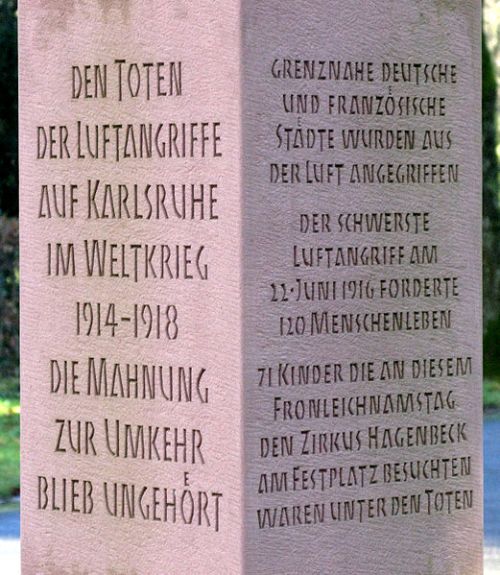 DEN TOTEN
DER LUFTANGRIFFE
AUF KARLSRUHE
IM WELTKRIEG
1914-1918
DIE MAHNUNG
ZUR UMKEHR
BLIEB UNGEHÖRT
GRENZNAHE DEUTSCHE
UND FRANZÖSISCHE
STÄDTE WURDEN AUS
DER LUFT ANGEGRIFFEN
DER SCHWERSTE
LUFTANGRIFF AM
22·JUNI 1916 FORDERTE
120 MENSCHENLEBEN
71 KINDER DIE AN DIESEM
FRONLEICHNAMSTAG
DEN ZIRKUS HAGENBECK
AM FESTPLATZ BESUCHTEN
WAREN UNTER DEN TOTEN